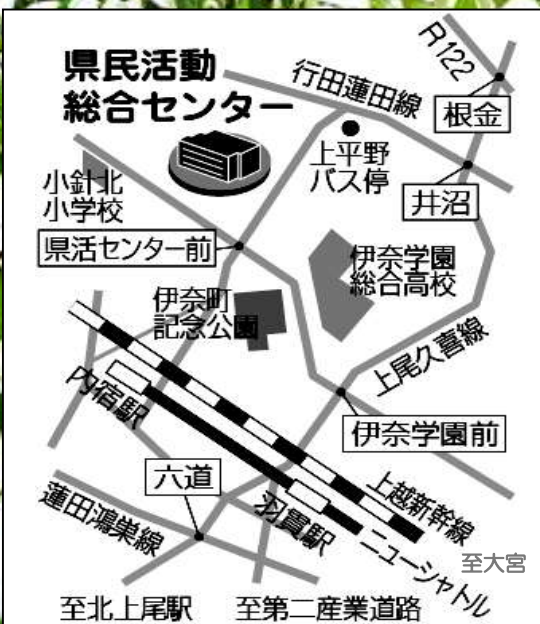 県民活動
総合センター
行田蓮田線
R122
根金
上平野
バス停
井沼
小針北
小学校
県活センター前
伊奈学園
総合高校
伊奈町
記念公園
上尾久喜線
内宿駅
伊奈学園前
六道
羽貫駅
上越新幹線
蓮田鴻巣線
ニューシャトル
至大宮
至北上尾駅
至第二産業道路